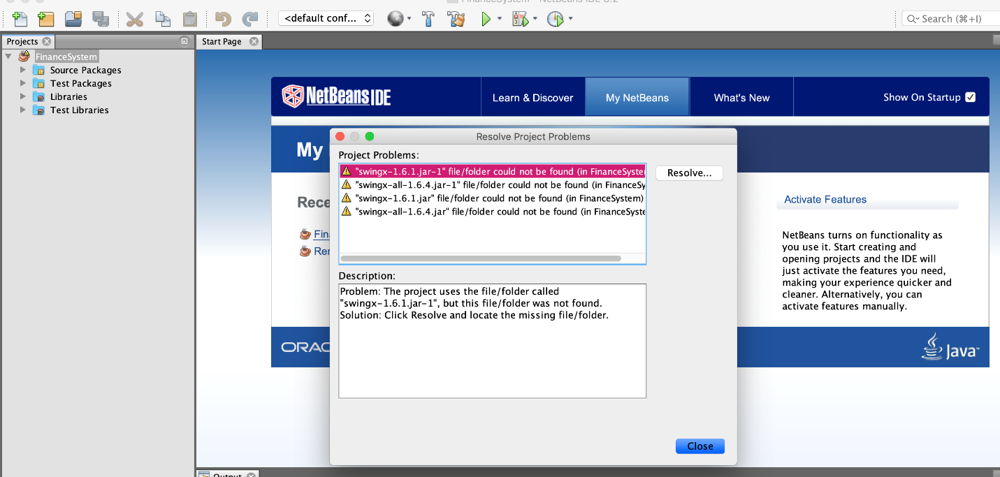 FinanceSystem - NetBeans IDE 8.2
<default conf...
Search (⌘+I)
Projects
Start Page
FinanceSystem
Source Packages
Test Packages
Libraries
Test Libraries
NetBeans IDE
Learn & Discover
My NetBeans
What's New
Show On Startup
My
Resolve Project Problems
Project Problems:
"swingx-1.6.1.jar-1" file/folder could not be found (in FinanceSyste
"swingx-all-1.6.4.jar-1" file/folder could not be found (in FinanceSy
"swingx-1.6.1.jar" file/folder could not be found (in FinanceSystem)
"swingx-all-1.6.4.jar" file/folder could not be found (in FinanceSyste
Resolve...
Rece
Fin
Rer
Activate Features
NetBeans turns on functionality as
you use it. Start creating and
opening projects and the IDE will
just activate the features you need,
making your experience quicker and
cleaner. Alternatively, you can
activate features manually.
Description:
Problem: The project uses the file/folder called
"swingx-1.6.1.jar-1", but this file/folder was not found.
Solution: Click Resolve and locate the missing file/folder.
ORAC
Java
Close
Output